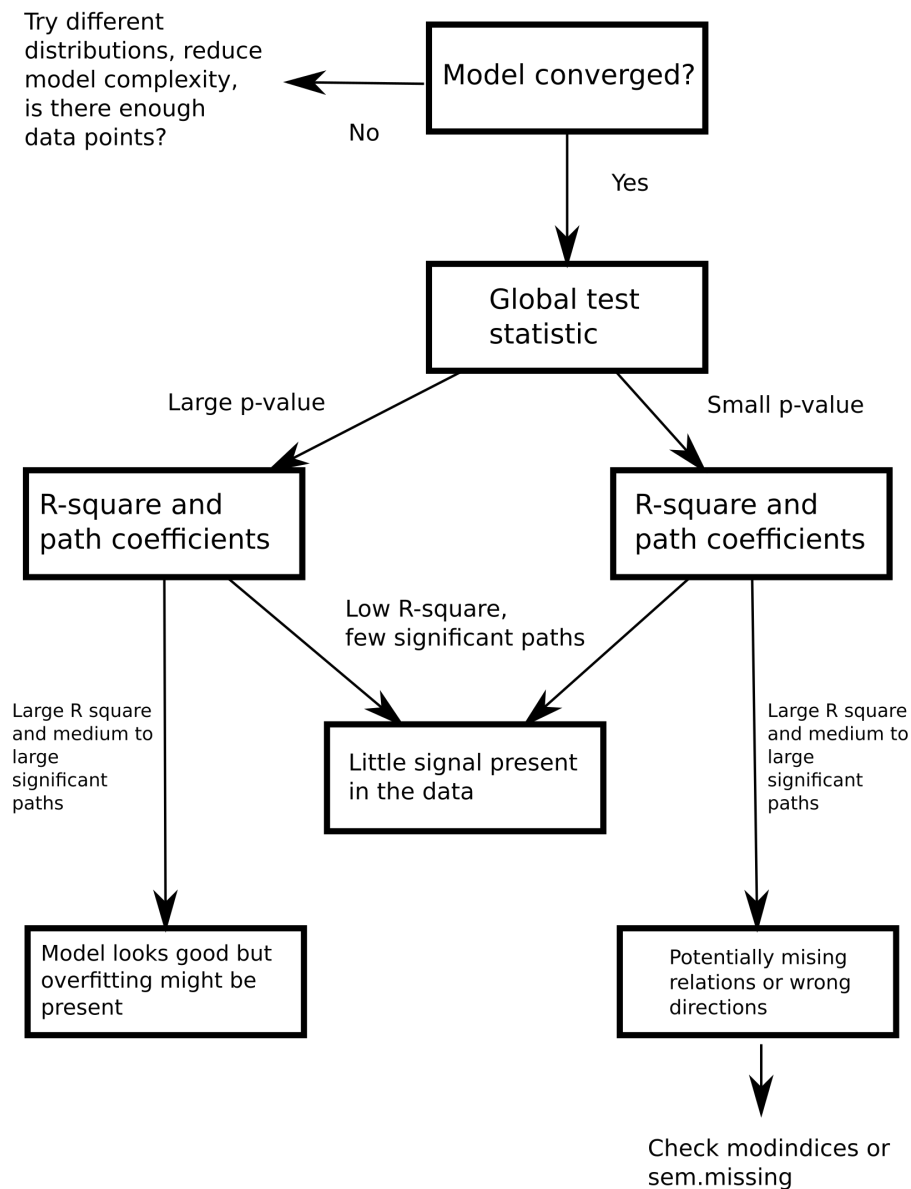 Try different
distributions, reduce
model complexity,
is there enough
data points?
Model converged?
No
Yes
Global test
statistic
Large p-value
Small p-value
R-square and
path coefficients
R-square and
path coefficients
Low R-square,
few significant paths
Large R square
and medium to
large
significant
paths
Large R square
and medium to
large
significant
paths
Little signal present
in the data
Model looks good but
overfitting might be
present
Potentially mising
relations or wrong
directions
Check modindices or
sem.missing